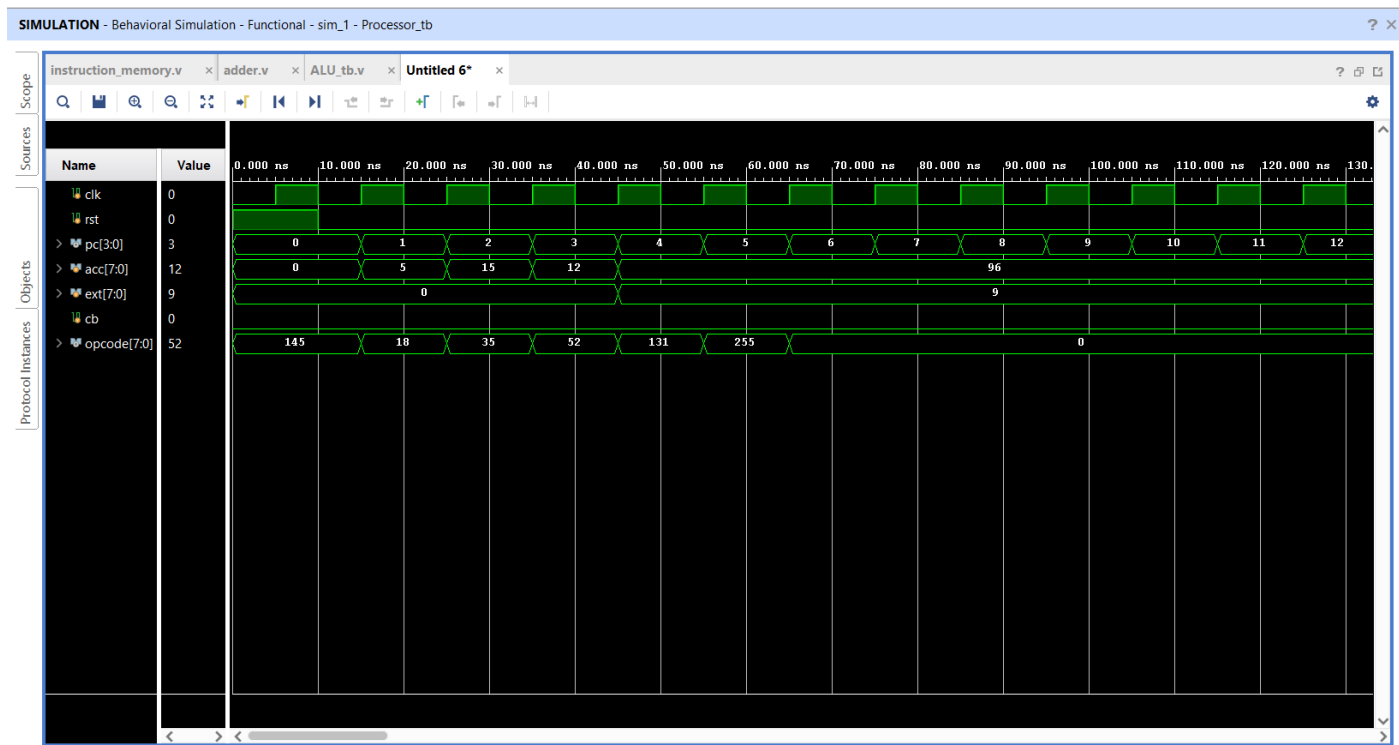 SIMULATION - Behavioral Simulation - Functional - sim_1 - Processor_tb
instruction_memory.v adder.v ALU_tb.v Untitled 6*
Scope
Sources
Objects
Protocol Instances
Name Value 0.000 ns 10.000 ns 20.000 ns 30.000 ns 40.000 ns 50.000 ns 60.000 ns 70.000 ns 80.000 ns 90.000 ns 100.000 ns 110.000 ns 120.000 ns 130.
clk 0
rst 0
pc[3:0] 3 0 1 2 3 4 5 6 7 8 9 10 11 12
acc[7:0] 12 0 5 15 12 96
ext[7:0] 9 0 9
cb 0
opcode[7:0] 52 145 18 35 52 131 255 0